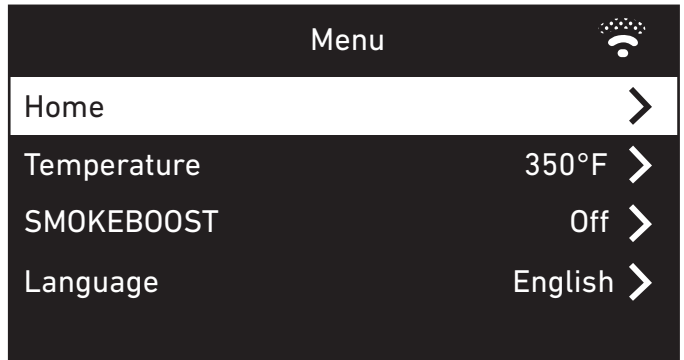 Menu
Home
Temperature 350°F
SMOKEBOOST Off
Language English